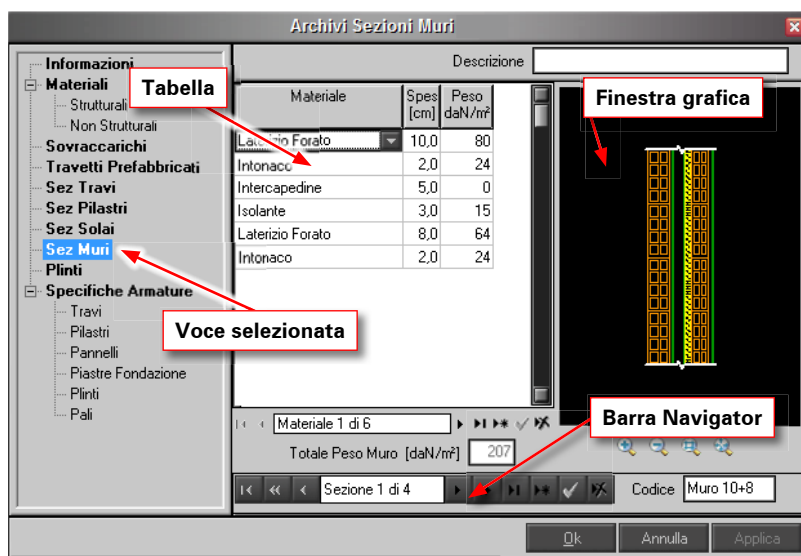 Archivi Sezioni Muri
Informazioni
Materiali
Strutturali
Non Strutturali
Sovraccarichi
Travetti Prefabbricati
Sez Travi
Sez Pilastri
Sez Solai
Sez Muri
Plinti
Specifiche Armature
Travi
Pilastri
Pannelli
Piastre Fondazione
Plinti
Pali
Tabella
Voce selezionata
Descrizione
Materiale Spes [cm] Peso daN/m²
Laterizio Forato 10,0 80
Intonaco 2,0 24
Intercapedine 5,0 0
Isolante 3,0 15
Laterizio Forato 8,0 64
Intonaco 2,0 24
Materiale 1 di 6
Totale Peso Muro [daN/m²] 207
Sezione 1 di 4
Finestra grafica
Barra Navigator
Codice Muro 10+8
Ok Annulla Applica